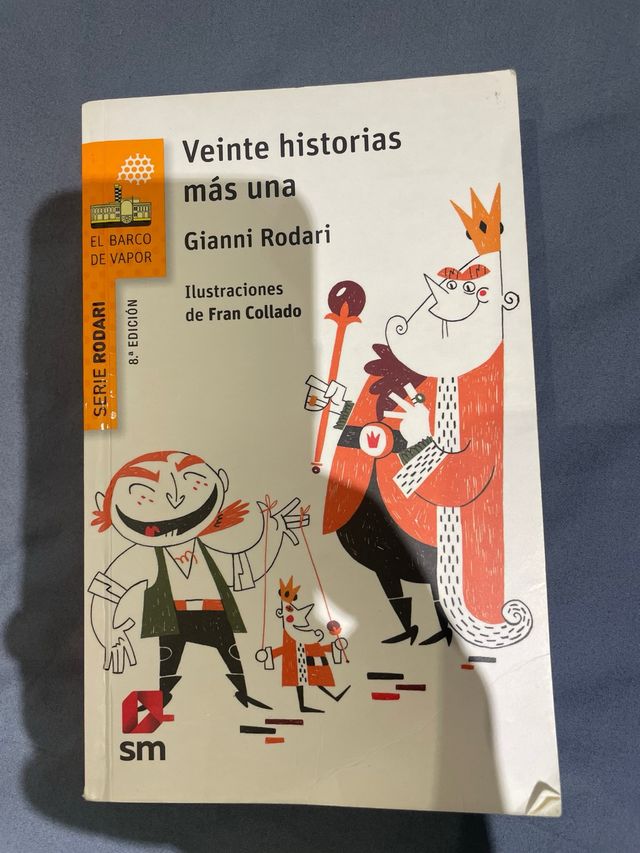 Veinte historias
más una
Gianni Rodari
Ilustraciones
de Fran Collado
EL BARCO
DE VAPOR
SERIE RODARI
8.ª EDICIÓN
sm